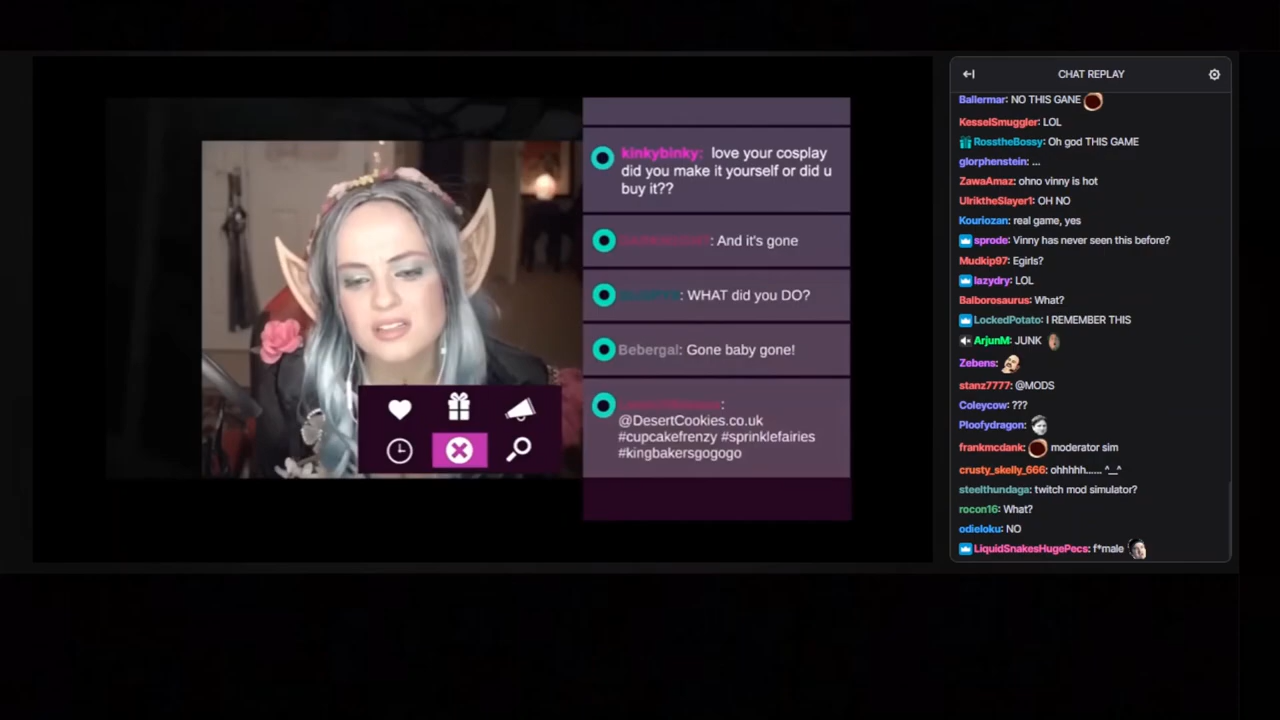 kinkybinky: love your cosplay
did you make it yourself or did u
buy it??
: And it's gone
: WHAT did you DO?
Bebergal: Gone baby gone!
:
@DesertCookies.co.uk
#cupcakefrenzy #sprinklefairies
#kingbakersgogogo
CHAT REPLAY
Ballermar: NO THIS GANE
KesselSmuggler: LOL
RosstheBossy: Oh god THIS GAME
glorphenstein: ...
ZawaAmaz: ohno vinny is hot
UlriktheSlayer1: OH NO
Kouriozan: real game, yes
sprode: Vinny has never seen this before?
Mudkip97: Egirls?
lazydry: LOL
Balborosaurus: What?
LockedPotato: I REMEMBER THIS
ArjunM: JUNK
Zebens:
stanz7777: @MODS
Coleycow: ???
Ploofydragon:
frankmcdank: moderator sim
crusty_skelly_666: ohhhhh...... ^__^
steelthundaga: twitch mod simulator?
rocon16: What?
odieloku: NO
LiquidSnakesHugePecs: f*male